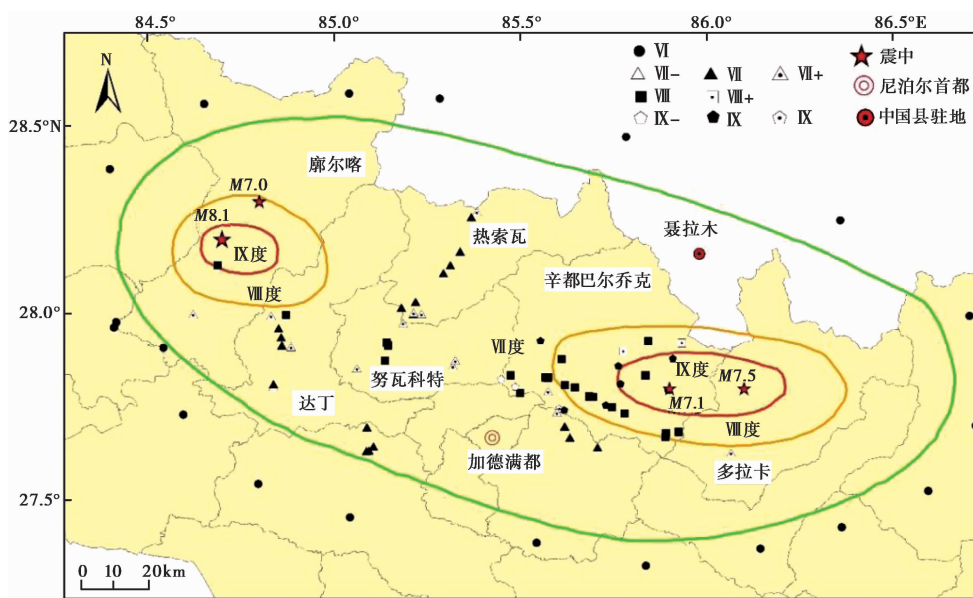 84.5° 85.0° 85.5° 86.0° 86.5°E
N
28.5°N
28.0°
27.5°
Ⅵ
Ⅶ- Ⅶ Ⅶ+
Ⅷ Ⅷ+
Ⅸ- Ⅸ Ⅸ
震中
尼泊尔首都
中国县驻地
廓尔喀
M7.0
M8.1
Ⅸ度
Ⅷ度
热索瓦
聂拉木
辛都巴尔乔克
Ⅶ度
Ⅸ度
M7.5
M7.1
Ⅷ度
努瓦科特
达丁
加德满都
多拉卡
0 10 20km